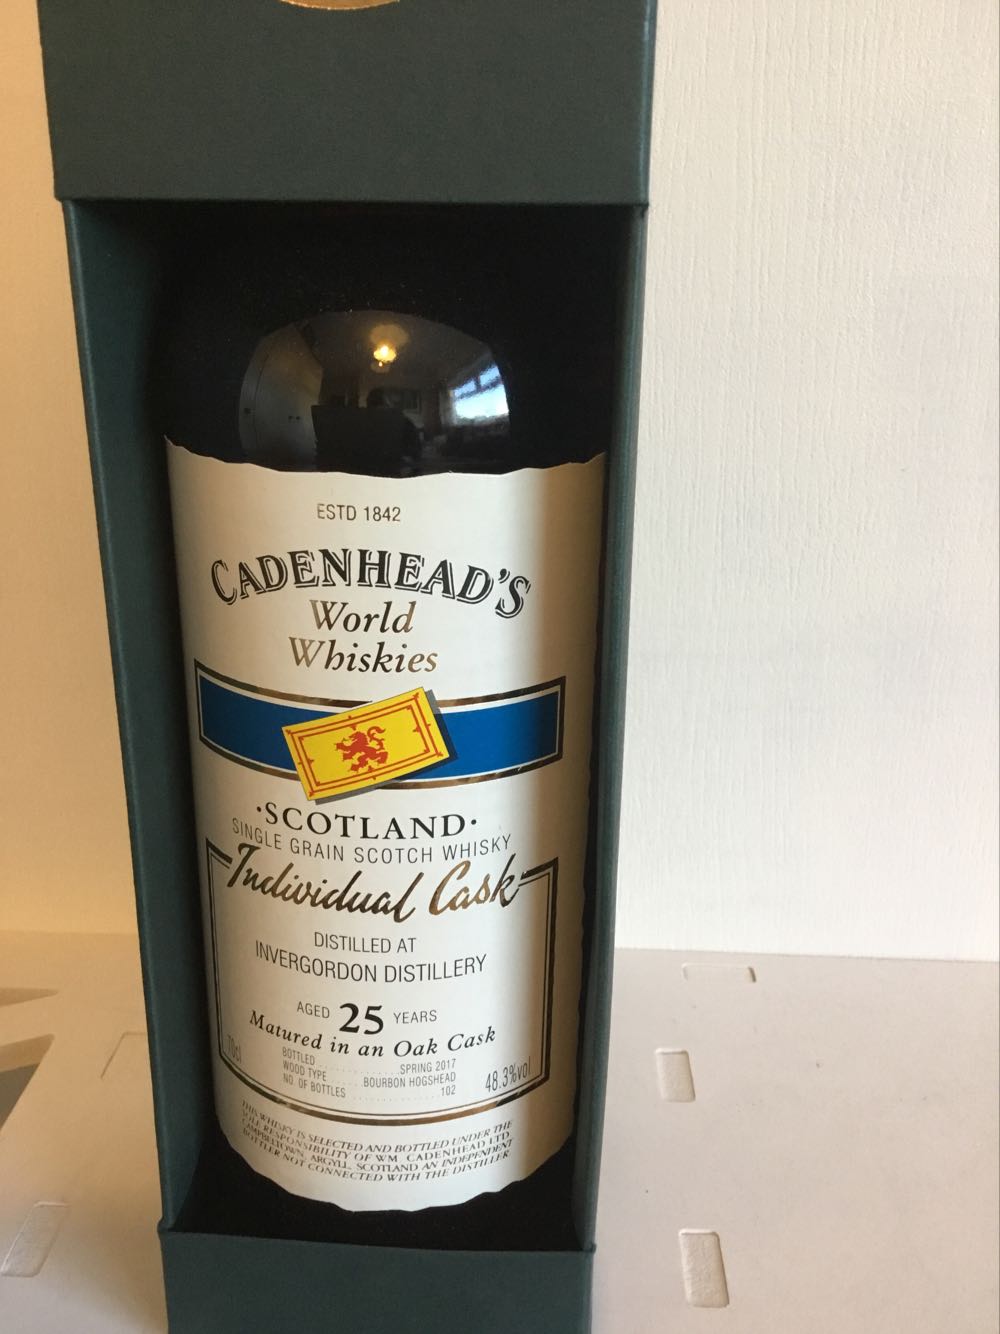 ESTD 1842
CADENHEAD'S
World
Whiskies
·SCOTLAND·
SINGLE GRAIN SCOTCH WHISKY
Individual Cask
DISTILLED AT
INVERGORDON DISTILLERY
AGED 25 YEARS
Matured in an Oak Cask
70cl
BOTTLED ................ SPRING 2017
WOOD TYPE ....... BOURBON HOGSHEAD
NO. OF BOTTLES ................ 102
48.3%vol
THIS WHISKY IS SELECTED AND BOTTLED UNDER THE
SOLE RESPONSIBILITY OF WM. CADENHEAD LTD.
CAMPBELTOWN, ARGYLL, SCOTLAND AN INDEPENDENT
BOTTLER NOT CONNECTED WITH THE DISTILLER